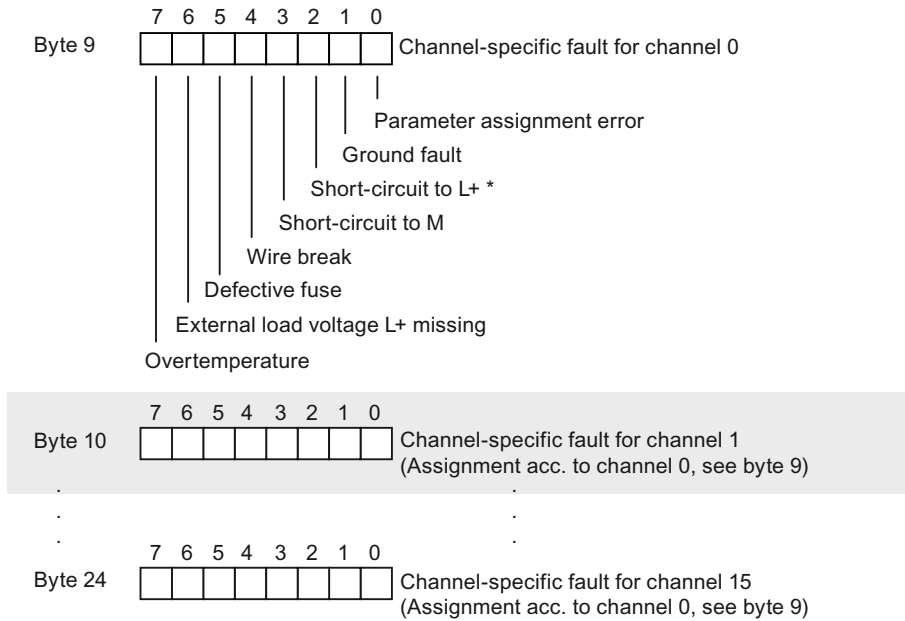 7 6 5 4 3 2 1 0
Byte 9 Channel-specific fault for channel 0
Parameter assignment error
Ground fault
Short-circuit to L+ *
Short-circuit to M
Wire break
Defective fuse
External load voltage L+ missing
Overtemperature
7 6 5 4 3 2 1 0
Byte 10 Channel-specific fault for channel 1
(Assignment acc. to channel 0, see byte 9)
. .
. .
. .
7 6 5 4 3 2 1 0
Byte 24 Channel-specific fault for channel 15
(Assignment acc. to channel 0, see byte 9)